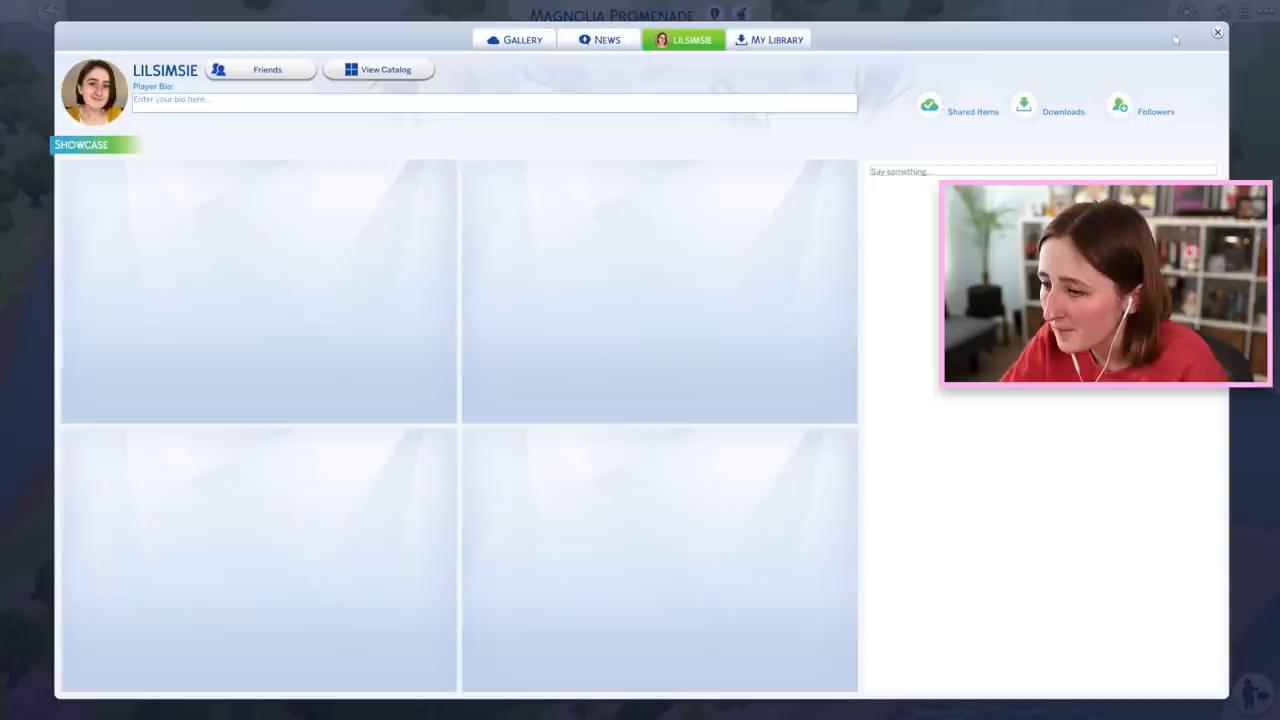 Magnolia Promenade
Gallery
News
lilsimsie
My Library
lilsimsie
Friends
View Catalog
Player Bio:
Enter your bio here...
Shared Items
Downloads
Followers
Showcase
Say something...